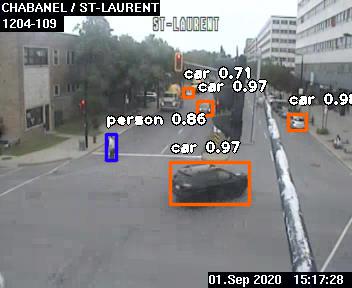 CHABANEL / ST-LAURENT
1204-109
ST-LAURENT
car 0.71
car 0.97
car 0.98
person 0.86
car 0.97
01.Sep 2020 15:17:28